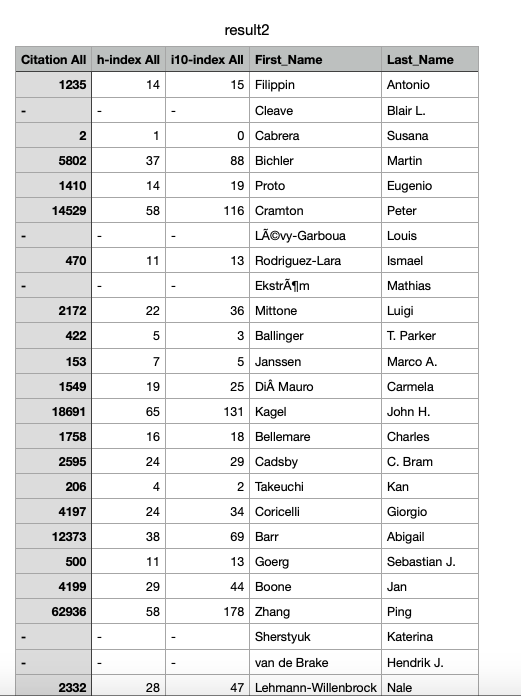 result2
Citation All h-index All i10-index All First_Name Last_Name
1235 14 15 Filippin Antonio
- - - Cleave Blair L.
2 1 0 Cabrera Susana
5802 37 88 Bichler Martin
1410 14 19 Proto Eugenio
14529 58 116 Cramton Peter
- - - LÃ©vy-Garboua Louis
470 11 13 Rodriguez-Lara Ismael
- - - EkstrÃ¶m Mathias
2172 22 36 Mittone Luigi
422 5 3 Ballinger T. Parker
153 7 5 Janssen Marco A.
1549 19 25 DiÂ Mauro Carmela
18691 65 131 Kagel John H.
1758 16 18 Bellemare Charles
2595 24 29 Cadsby C. Bram
206 4 2 Takeuchi Kan
4197 24 34 Coricelli Giorgio
12373 38 69 Barr Abigail
500 11 13 Goerg Sebastian J.
4199 29 44 Boone Jan
62936 58 178 Zhang Ping
- - - Sherstyuk Katerina
- - - van de Brake Hendrik J.
2332 28 47 Lehmann-Willenbrock Nale